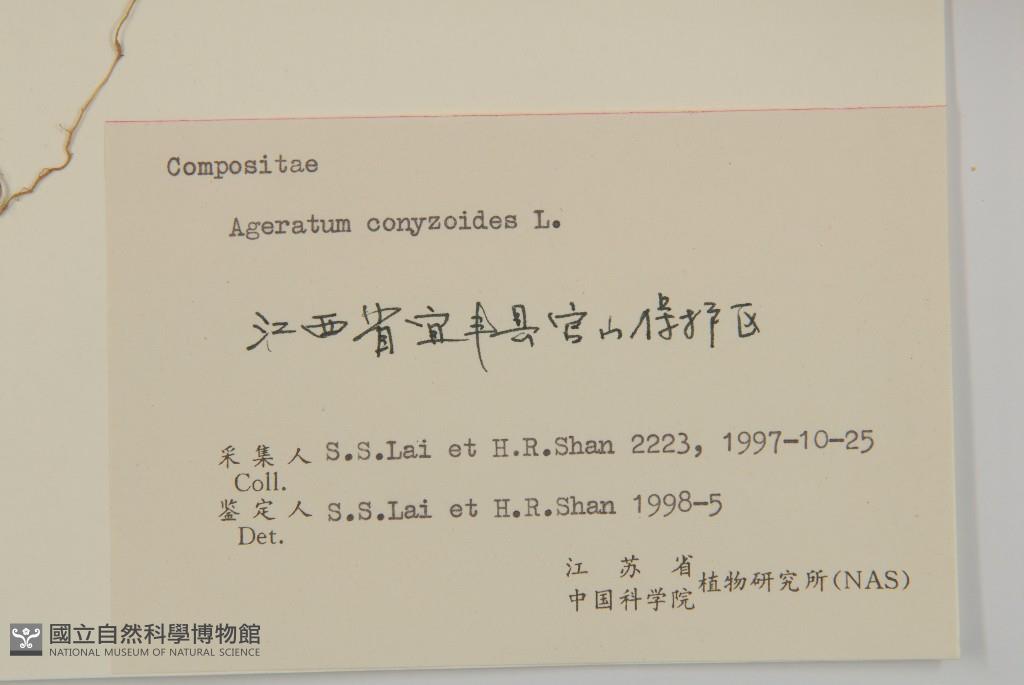 Compositae
Ageratum conyzoides L.
江西省宜丰县官山保护区
采集人 S.S.Lai et H.R.Shan 2223, 1997-10-25
Coll.
鉴定人 S.S.Lai et H.R.Shan 1998-5
Det.
江苏省
中国科学院 植物研究所(NAS)
國立自然科學博物館
NATIONAL MUSEUM OF NATURAL SCIENCE